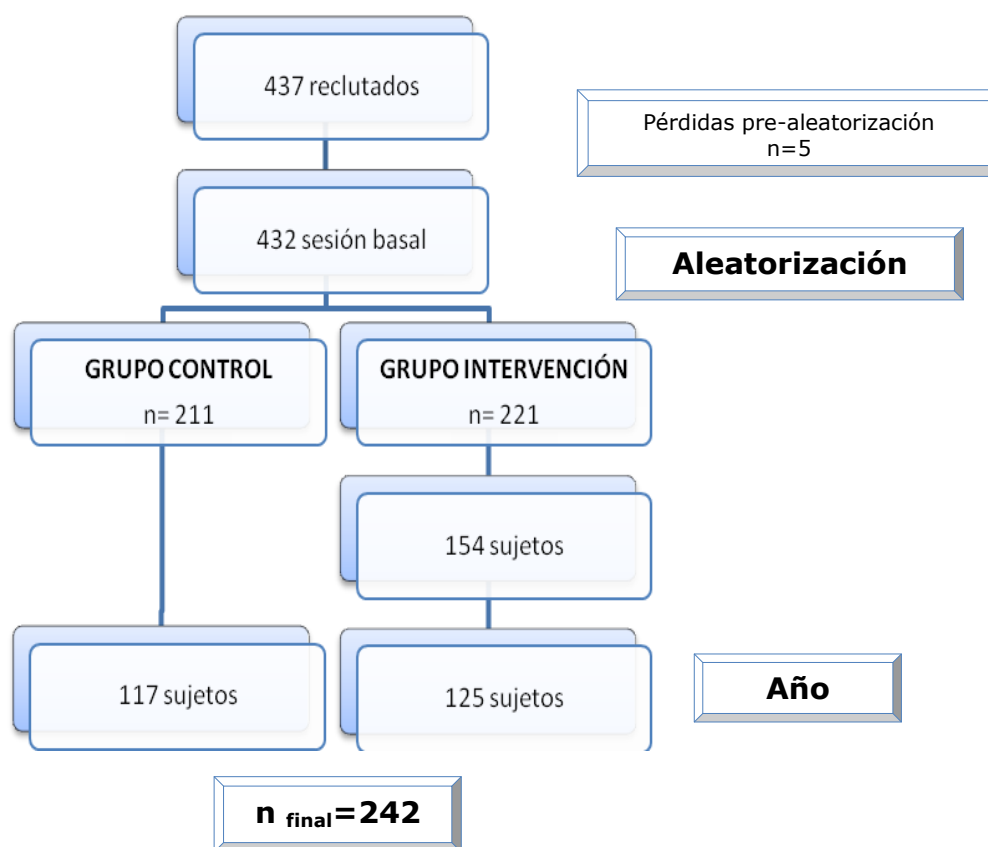 437 reclutados
Pérdidas pre-aleatorización
n=5
432 sesión basal
Aleatorización
GRUPO CONTROL
n= 211
GRUPO INTERVENCIÓN
n= 221
154 sujetos
117 sujetos
125 sujetos
Año
n final=242